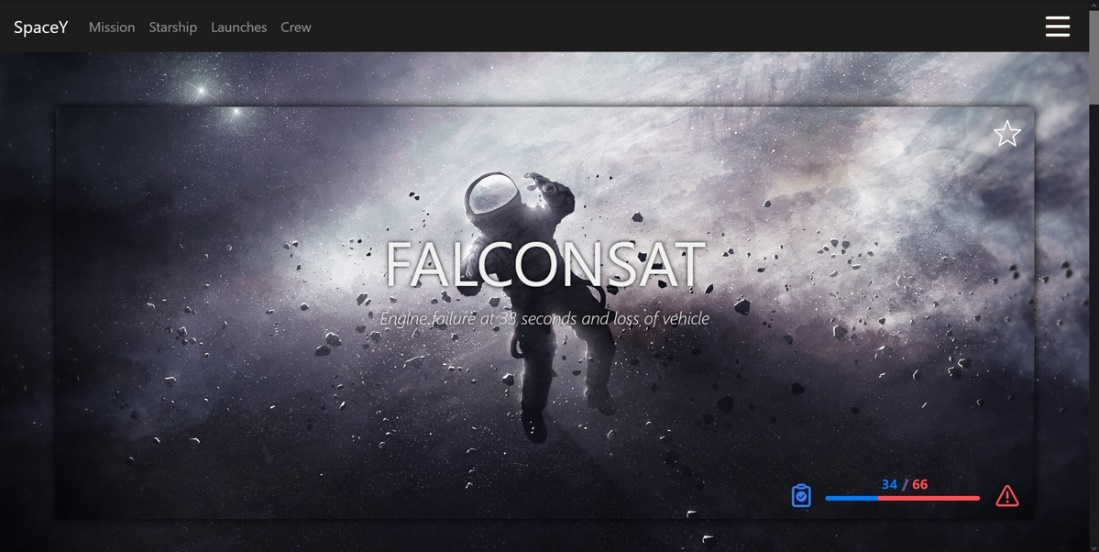 SpaceY Mission Starship Launches Crew
FALCONSAT
Engine failure at 33 seconds and loss of vehicle
34 / 66